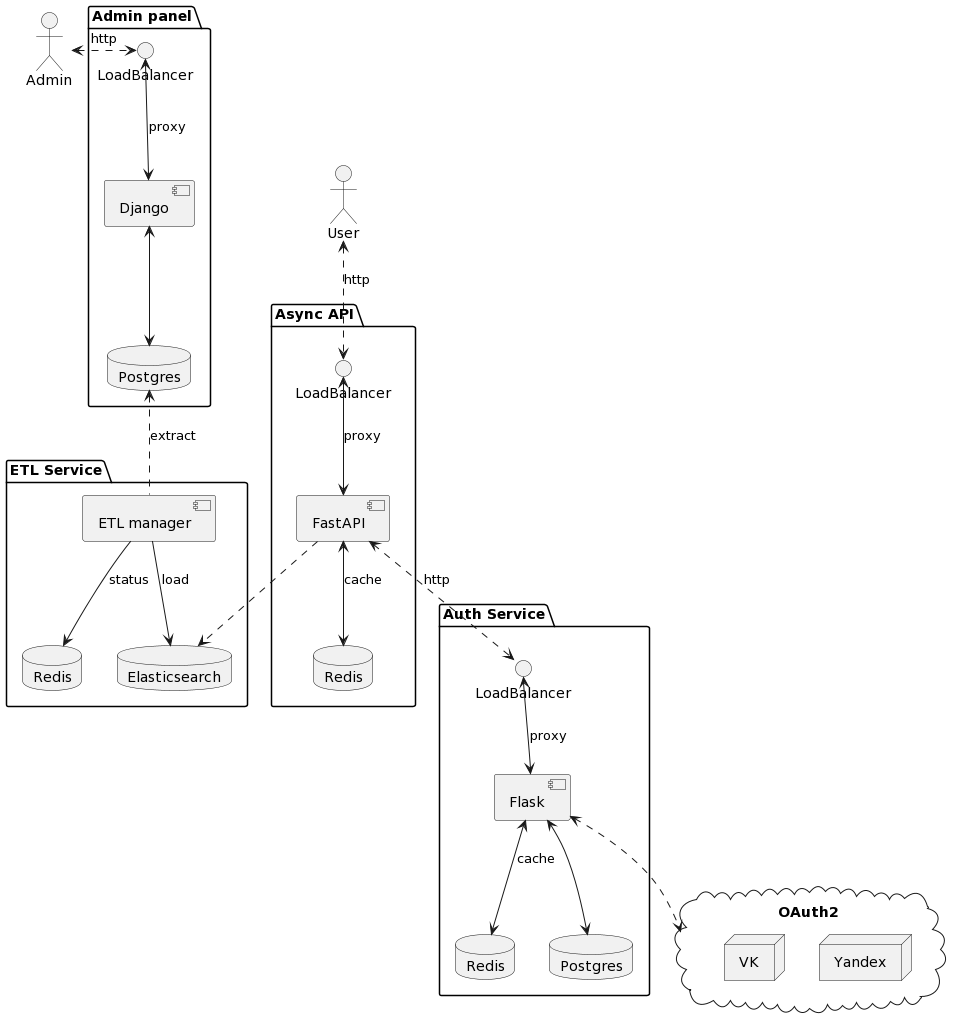 Admin panel
http
LoadBalancer
Admin
proxy
Django
User
http
Async API
Postgres
LoadBalancer
extract
proxy
ETL Service
ETL manager
FastAPI
status
load
cache
http
Auth Service
Redis
Elasticsearch
Redis
LoadBalancer
proxy
Flask
cache
OAuth2
Redis
Postgres
VK
Yandex